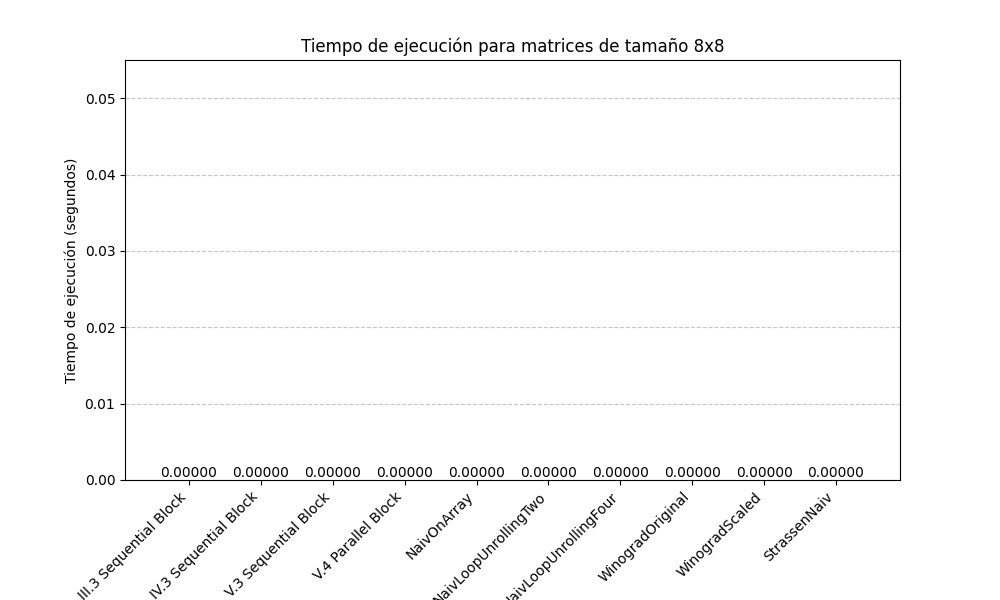 Tiempo de ejecución para matrices de tamaño 8x8
Tiempo de ejecución (segundos)
0.05
0.04
0.03
0.02
0.01
0.00
0.00000 0.00000 0.00000 0.00000 0.00000 0.00000 0.00000 0.00000 0.00000 0.00000
III.3 Sequential Block
IV.3 Sequential Block
V.3 Sequential Block
V.4 Parallel Block
NaivOnArray
NaivLoopUnrollingTwo
aivLoopUnrollingFour
WinogradOriginal
WinogradScaled
StrassenNaiv